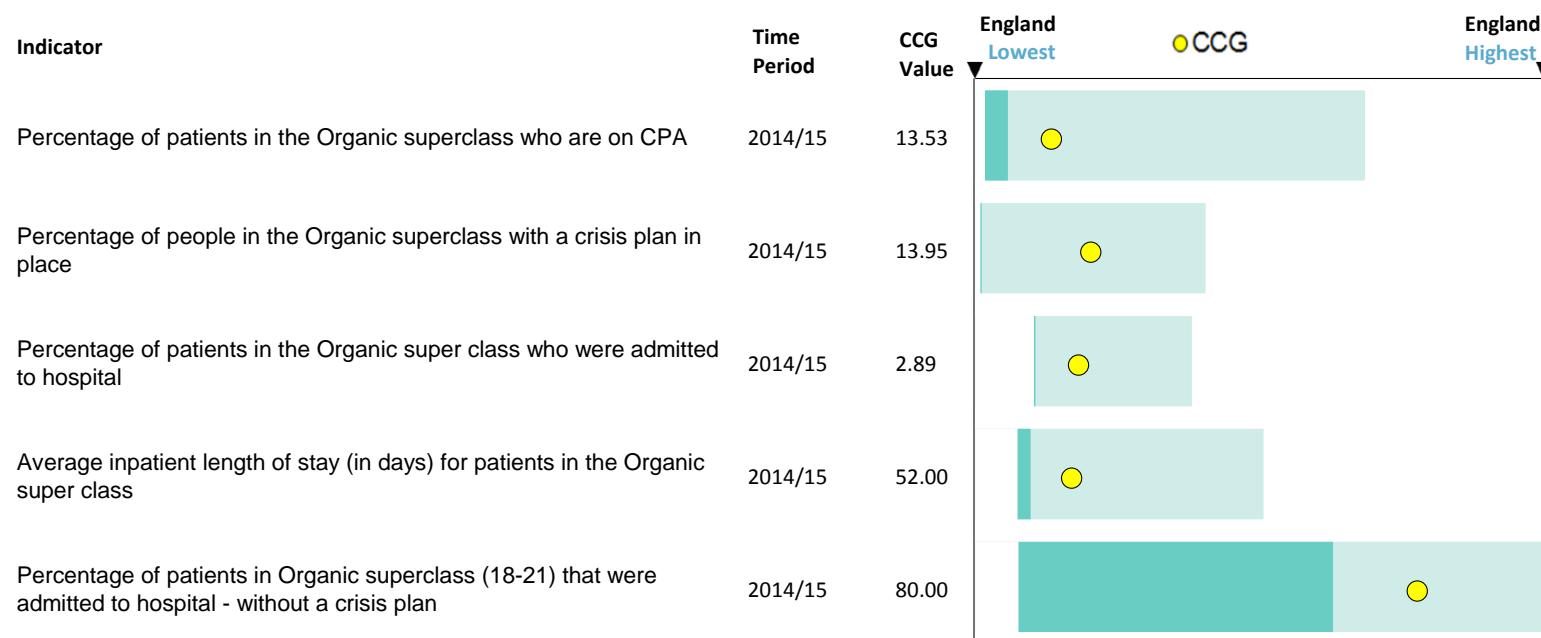 Indicator
Time
Period
CCG
Value
England
Lowest
CCG
England
Highest
Percentage of patients in the Organic superclass who are on CPA 2014/15 13.53
Percentage of people in the Organic superclass with a crisis plan in
place
2014/15 13.95
Percentage of patients in the Organic super class who were admitted
to hospital
2014/15 2.89
Average inpatient length of stay (in days) for patients in the Organic
super class
2014/15 52.00
Percentage of patients in Organic superclass (18-21) that were
admitted to hospital - without a crisis plan
2014/15 80.00